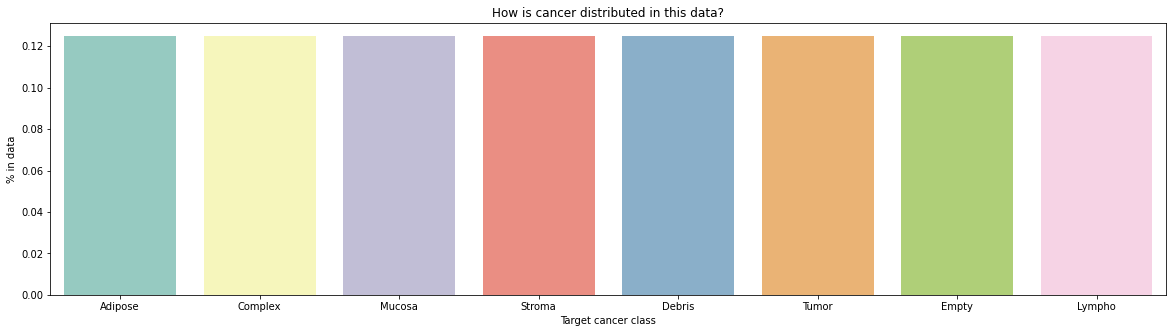 How is cancer distributed in this data?
% in data
0.12
0.10
0.08
0.06
0.04
0.02
0.00
Adipose Complex Mucosa Stroma Debris Tumor Empty Lympho
Target cancer class